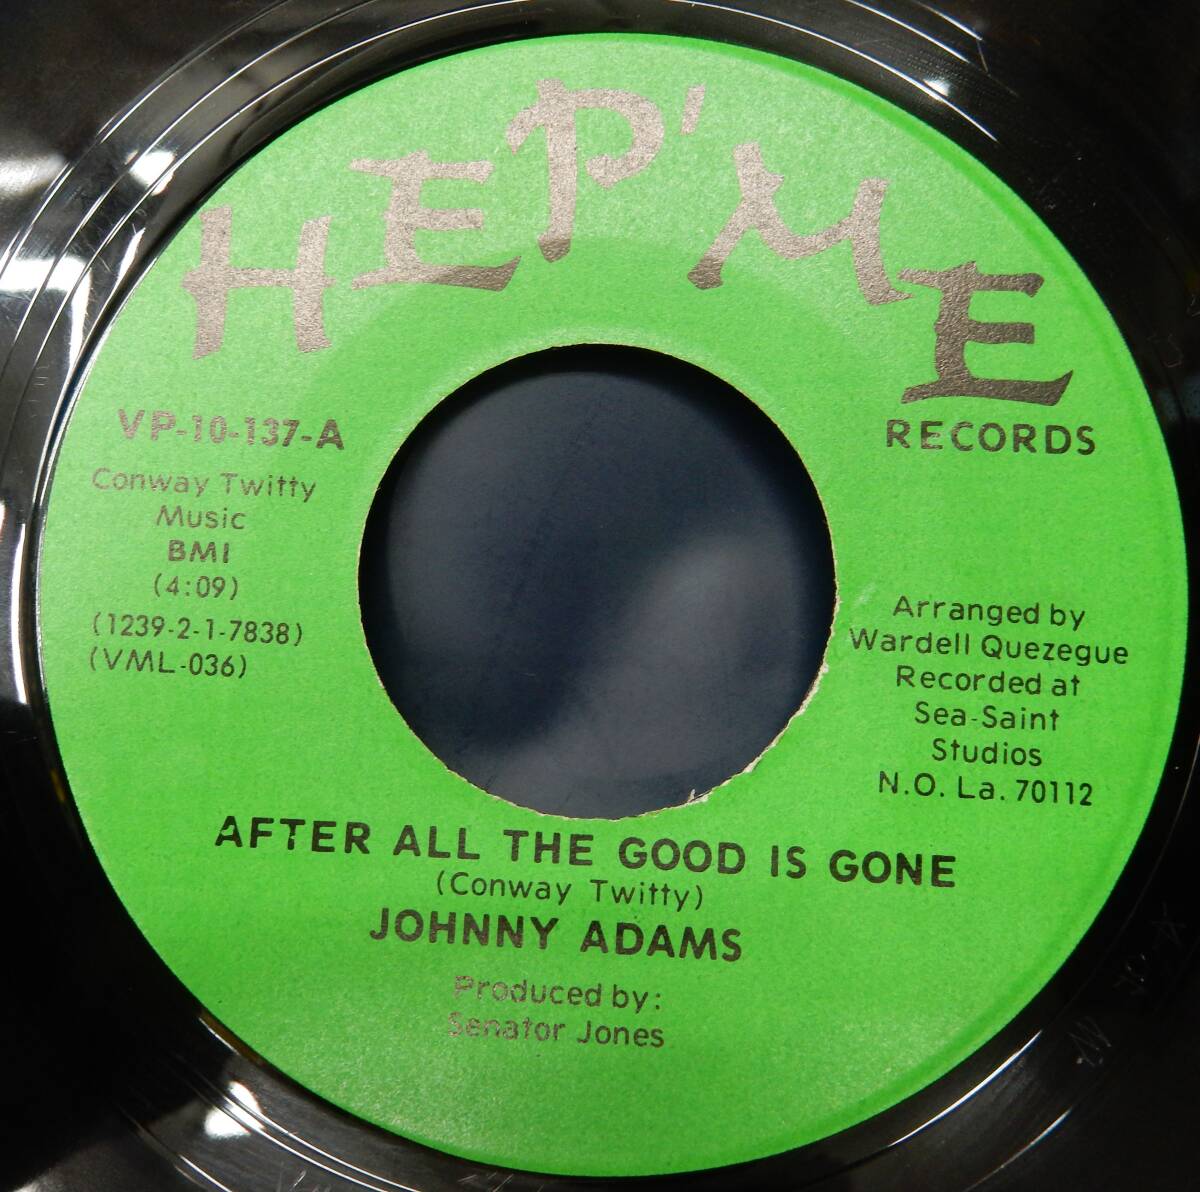 HEP' ME
RECORDS
VP-10-137-A
Conway Twitty
Music
BMI
(4:09)
(1239-2-1-7838)
(VML-036)
Arranged by
Wardell Quezegue
Recorded at
Sea-Saint
Studios
N.O. La. 70112
AFTER ALL THE GOOD IS GONE
(Conway Twitty)
JOHNNY ADAMS
Produced by:
Senator Jones